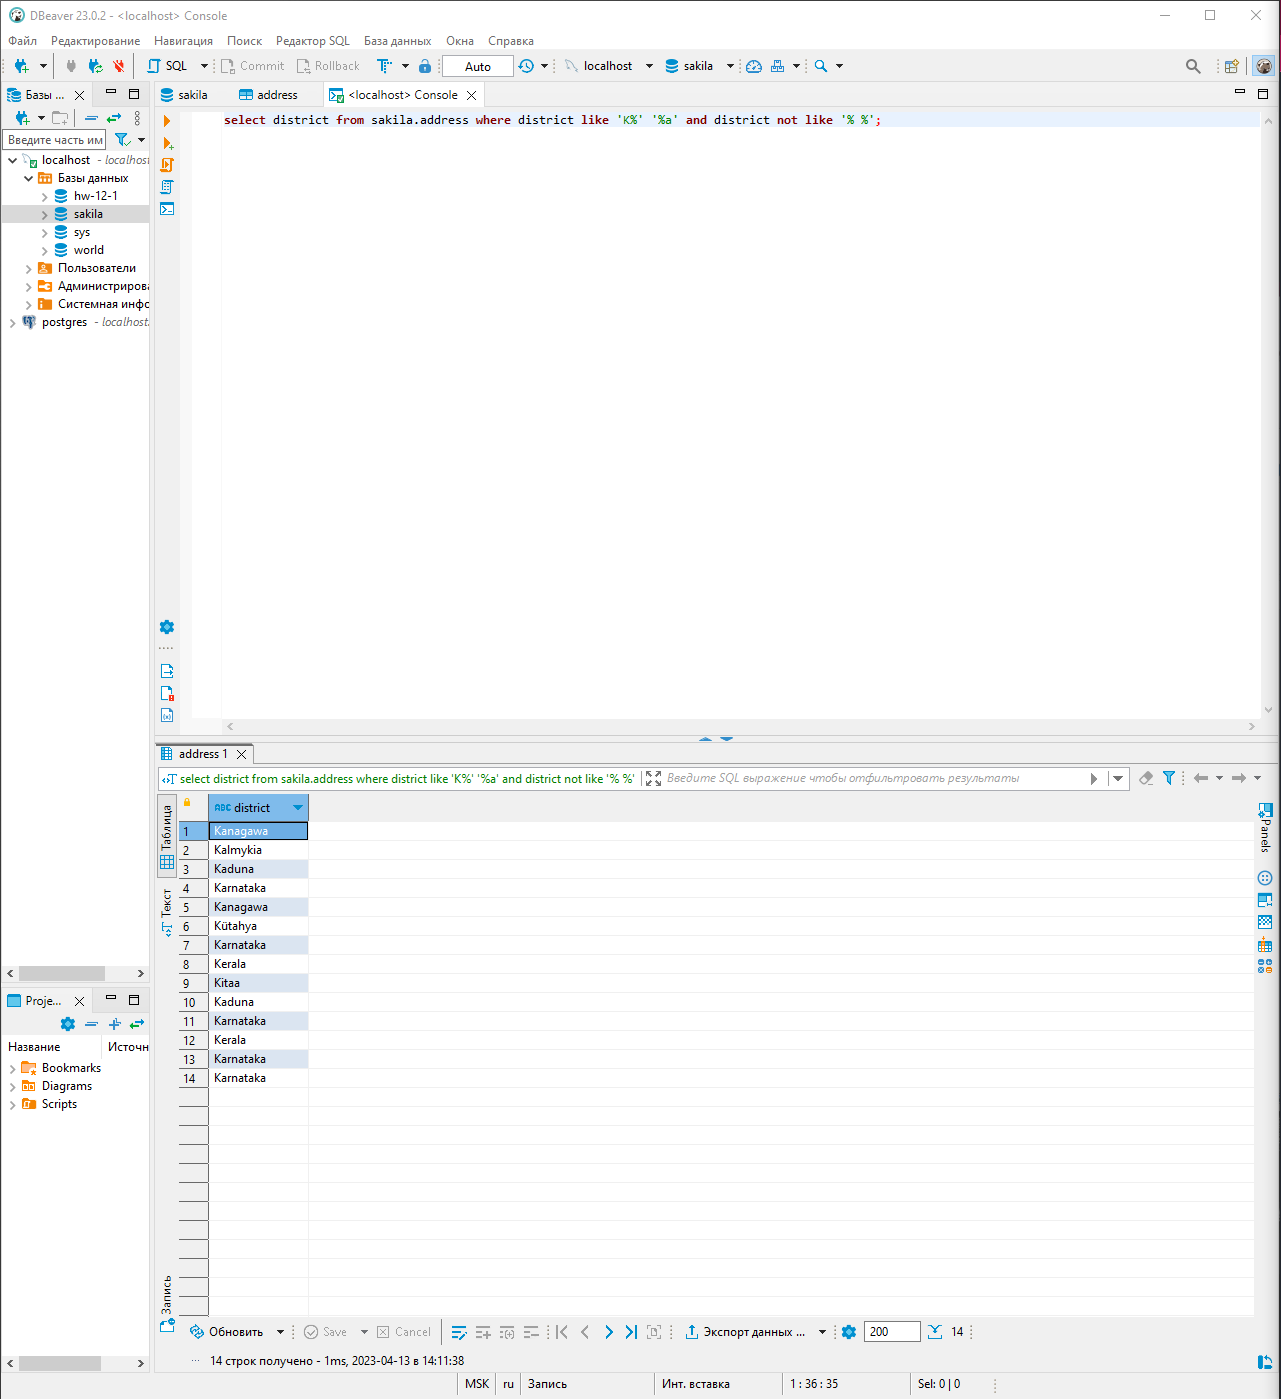 DBeaver 23.0.2 - <localhost> Console
Файл Редактирование Навигация Поиск Редактор SQL База данных Окна Справка
SQL Commit Rollback Auto localhost sakila
Базы ... sakila address <localhost> Console
Введите часть им
localhost - localhost
Базы данных
hw-12-1
sakila
sys
world
Пользователи
Администрирова
Системная инфо
postgres - localhost:
select district from sakila.address where district like 'K%' '%a' and district not like '% %';
address 1
select district from sakila.address where district like 'K%' '%a' and district not like '% %' Введите SQL выражение чтобы отфильтровать результаты
Таблица
Текст
Запись
Panels
ABC district
1 Kanagawa
2 Kalmykia
3 Kaduna
4 Karnataka
5 Kanagawa
6 Kütahya
7 Karnataka
8 Kerala
9 Kitaa
10 Kaduna
11 Karnataka
12 Kerala
13 Karnataka
14 Karnataka
Proje...
Название Источн
Bookmarks
Diagrams
Scripts
Обновить Save Cancel Экспорт данных ... 200 14
14 строк получено - 1ms, 2023-04-13 в 14:11:38
MSK ru Запись Инт. вставка 1 : 36 : 35 Sel: 0 | 0